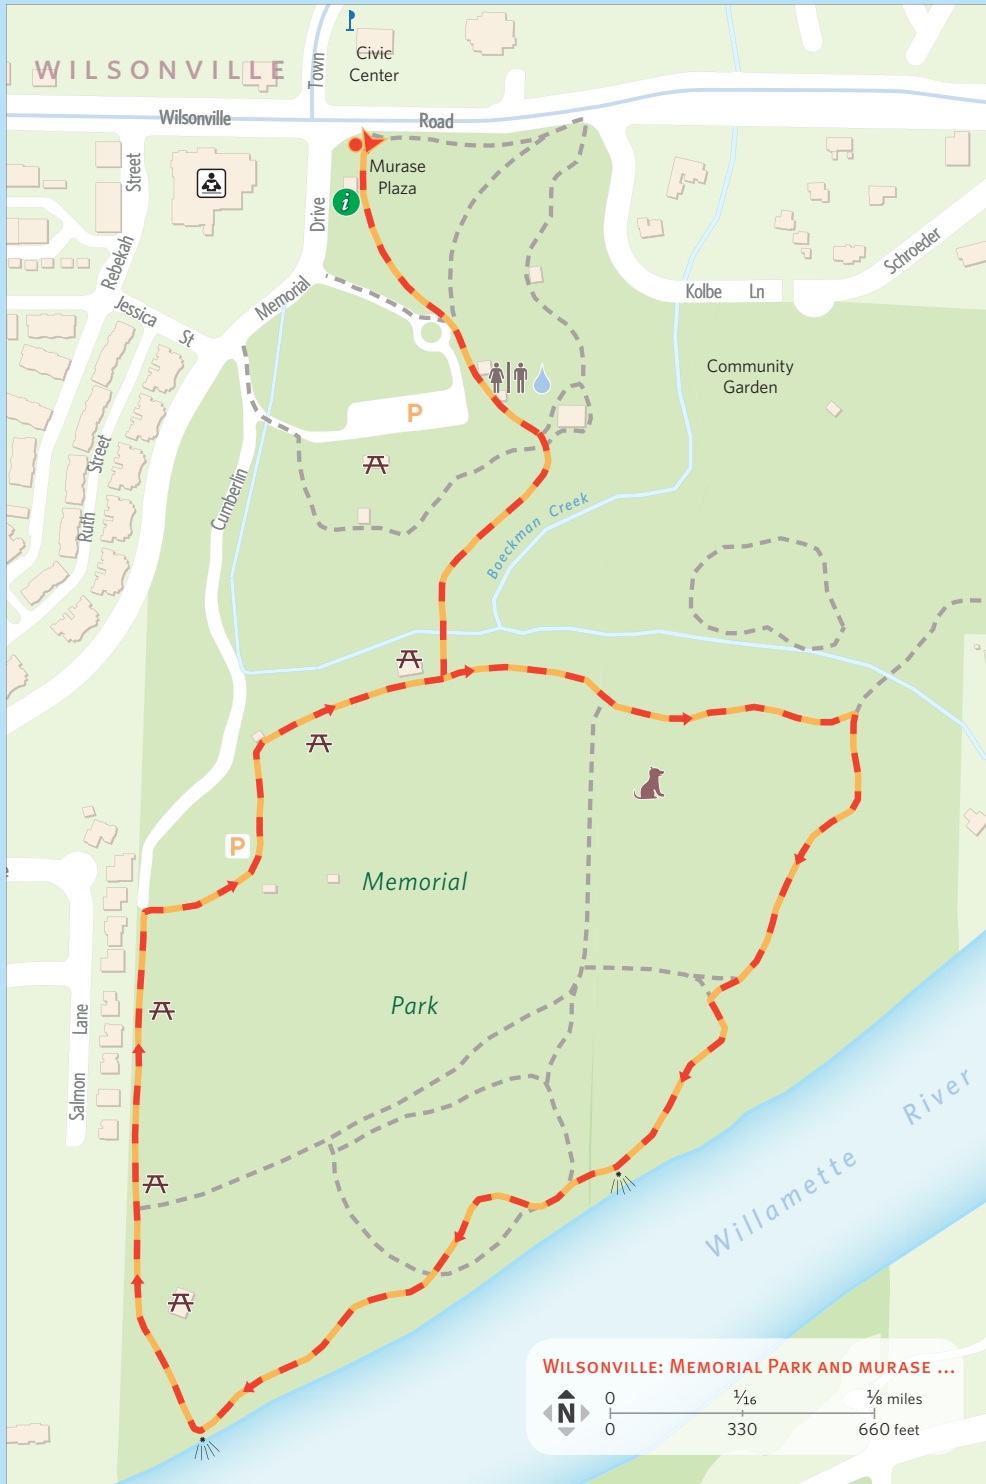 WILSONVILLE
Civic
Center
Town
Wilsonville
Road
Murase
Plaza
i
Street
Drive
Rebekah
Memorial
Jessica
St
Schroeder
Kolbe Ln
Community
Garden
P
Street
Ruth
Cumberlin
Boeckman Creek
P
Memorial
Park
Lane
Salmon
Willamette River
WILSONVILLE: MEMORIAL PARK AND MURASE ...
N
0 1/16 1/8 miles
0 330 660 feet